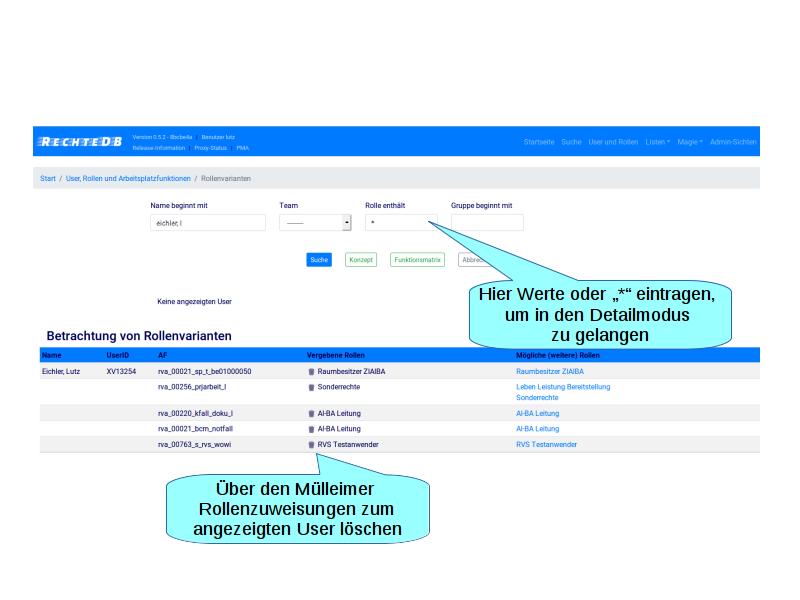 RECHTEDB
Version 0.5.2 - 8bcbe4a | Benutzer lutz
Release-Information | Proxy-Status | PMA
Startseite Suche User und Rollen Listen Magie Admin-Sichten
Start / User, Rollen und Arbeitsplatzfunktionen / Rollenvarianten
Name beginnt mit Team Rolle enthält Gruppe beginnt mit
eichler, l -------- *
Suche Konzept Funktionsmatrix
Hier Werte oder „*“ eintragen,
um in den Detailmodus
zu gelangen
Keine angezeigten User
Betrachtung von Rollenvarianten
Name UserID AF Vergebene Rollen Mögliche (weitere) Rollen
Eichler, Lutz XV13254 rva_00021_sp_t_be01000050 Raumbesitzer ZIAIBA Raumbesitzer ZIAIBA
rva_00256_prjarbeit_l Sonderrechte Leben Leistung Bereitstellung
Sonderrechte
rva_00220_kfall_doku_l AI-BA Leitung AI-BA Leitung
rva_00021_bcm_notfall AI-BA Leitung AI-BA Leitung
rva_00763_s_rvs_wowi RVS Testanwender RVS Testanwender
Über den Mülleimer
Rollenzuweisungen zum
angezeigten User löschen